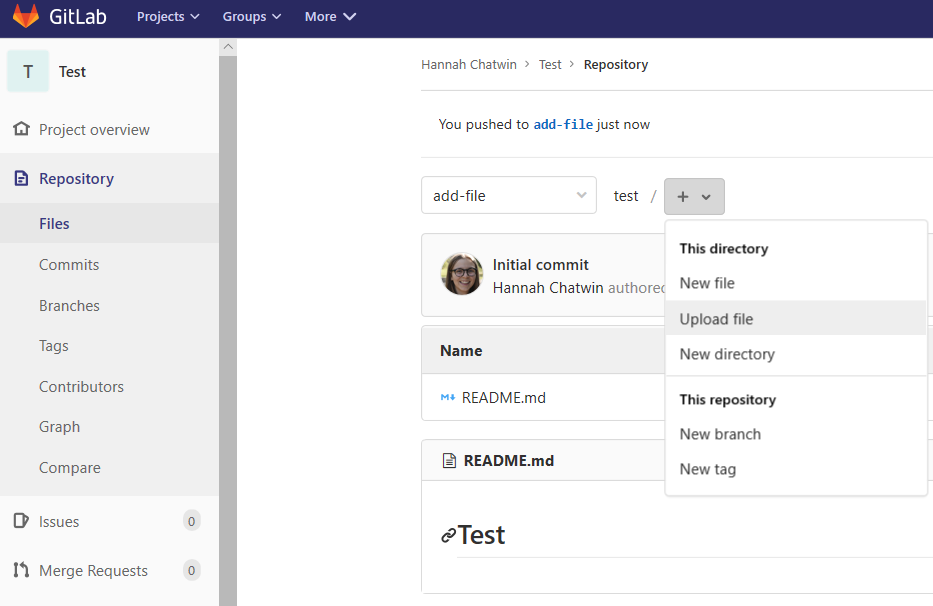 GitLab Projects Groups More
T Test
Project overview
Repository
Files
Commits
Branches
Tags
Contributors
Graph
Compare
Issues 0
Merge Requests 0
Hannah Chatwin > Test > Repository
You pushed to add-file just now
add-file test / +
This directory
New file
Upload file
New directory
This repository
New branch
New tag
Initial commit
Hannah Chatwin authored
Name
M↓ README.md
README.md
Test